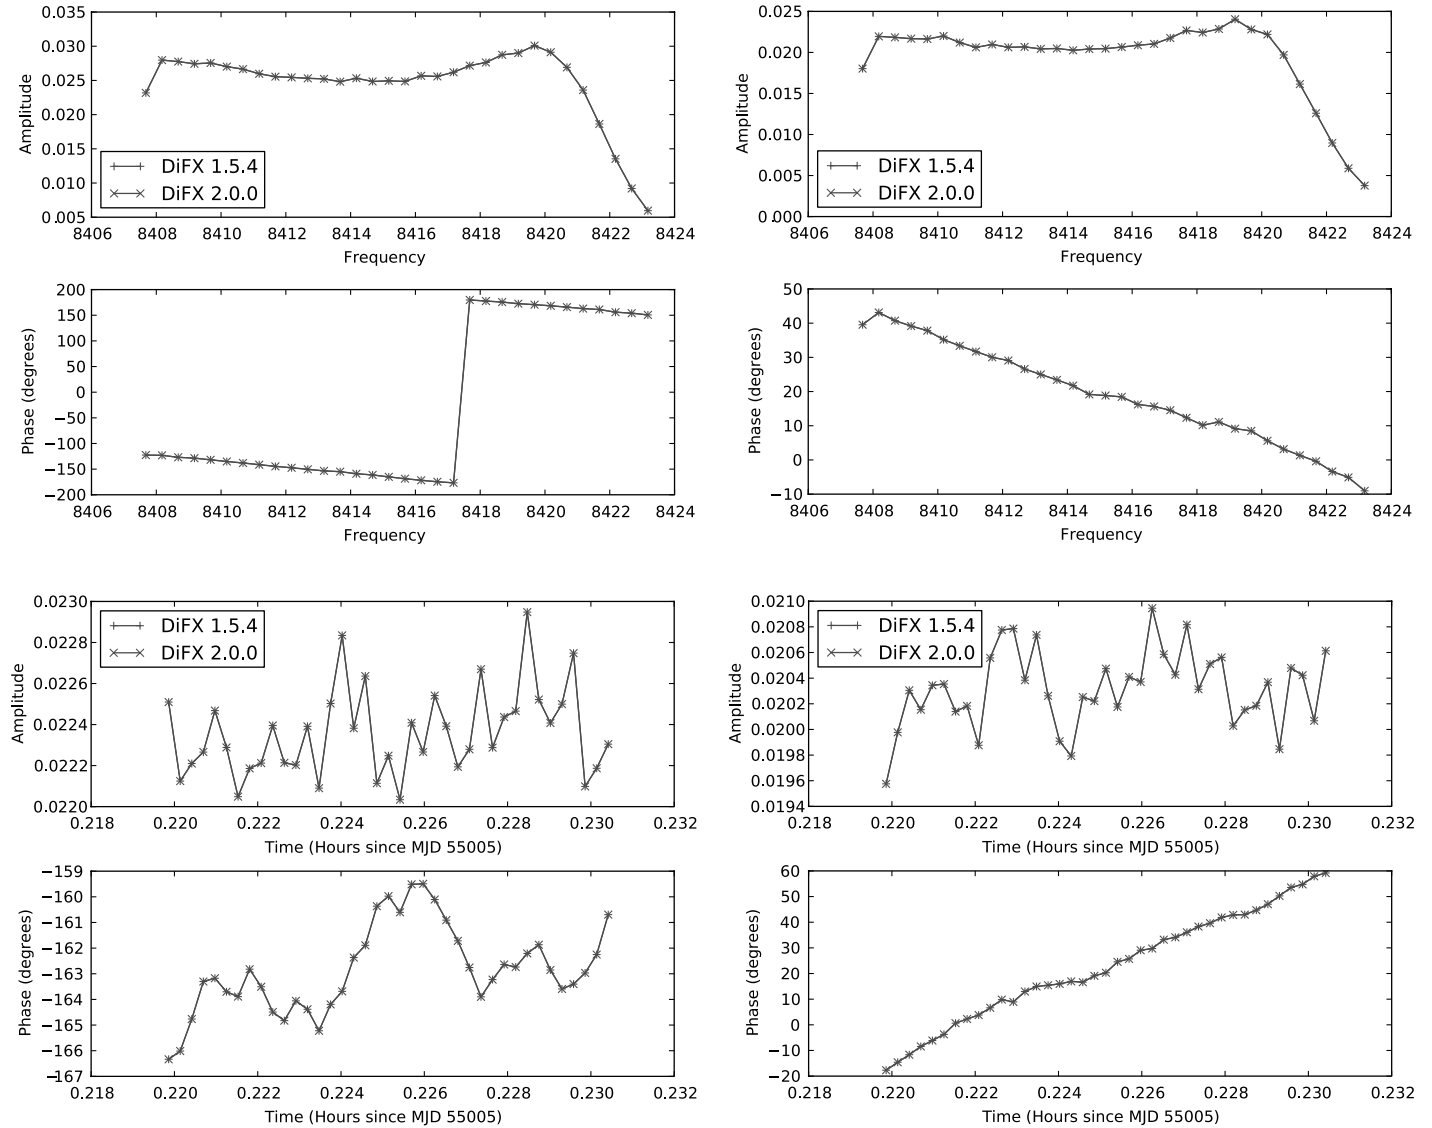 0.035
0.030
0.025
0.020
0.015
0.010
0.005
Amplitude
DiFX 1.5.4
DiFX 2.0.0
8406 8408 8410 8412 8414 8416 8418 8420 8422 8424
Frequency
0.025
0.020
0.015
0.010
0.005
0.000
Amplitude
DiFX 1.5.4
DiFX 2.0.0
8406 8408 8410 8412 8414 8416 8418 8420 8422 8424
Frequency
200
150
100
50
0
−50
−100
−150
−200
Phase (degrees)
8406 8408 8410 8412 8414 8416 8418 8420 8422 8424
Frequency
50
40
30
20
10
0
−10
Phase (degrees)
8406 8408 8410 8412 8414 8416 8418 8420 8422 8424
Frequency
0.0230
0.0228
0.0226
0.0224
0.0222
0.0220
Amplitude
DiFX 1.5.4
DiFX 2.0.0
0.218 0.220 0.222 0.224 0.226 0.228 0.230 0.232
Time (Hours since MJD 55005)
0.0210
0.0208
0.0206
0.0204
0.0202
0.0200
0.0198
0.0196
0.0194
Amplitude
DiFX 1.5.4
DiFX 2.0.0
0.218 0.220 0.222 0.224 0.226 0.228 0.230 0.232
Time (Hours since MJD 55005)
−159
−160
−161
−162
−163
−164
−165
−166
−167
Phase (degrees)
0.218 0.220 0.222 0.224 0.226 0.228 0.230 0.232
Time (Hours since MJD 55005)
60
50
40
30
20
10
0
−10
−20
Phase (degrees)
0.218 0.220 0.222 0.224 0.226 0.228 0.230 0.232
Time (Hours since MJD 55005)